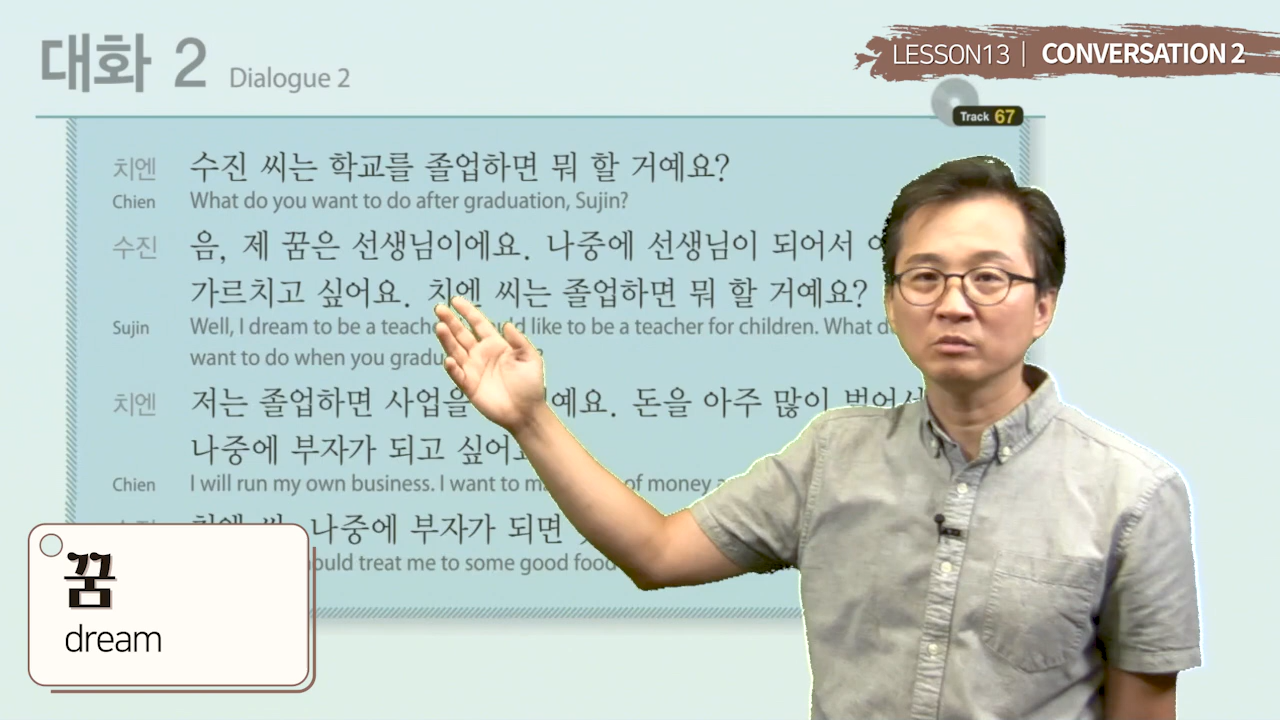 대화 2 Dialogue 2
LESSON13 | CONVERSATION 2
Track 67
치엔 수진 씨는 학교를 졸업하면 뭐 할 거예요?
Chien What do you want to do after graduation, Sujin?
수진 음, 제 꿈은 선생님이에요. 나중에 선생님이 되어서
가르치고 싶어요. 치엔 씨는 졸업하면 뭐 할 거예요?
Sujin Well, I dream to be a like to be a teacher for children. What
want to do when you
치엔 저는 졸업하면 사업을 돈을 아주 많이
나중에 부자가 되고
Chien I will run my own business. I want to of money
나중에 부자가 되면
treat me to some good food
꿈
dream